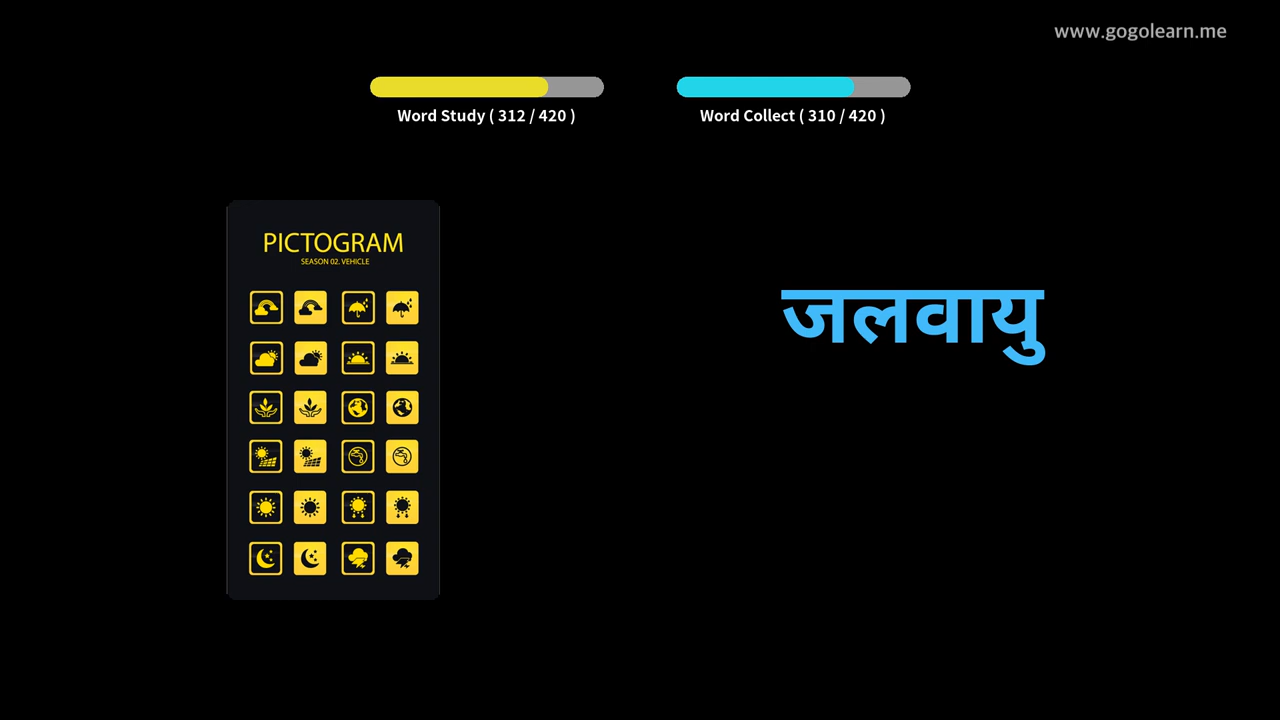 www.gogolearn.me
Word Study ( 312 / 420 )
Word Collect ( 310 / 420 )
PICTOGRAM
SEASON 02. VEHICLE
जलवायु